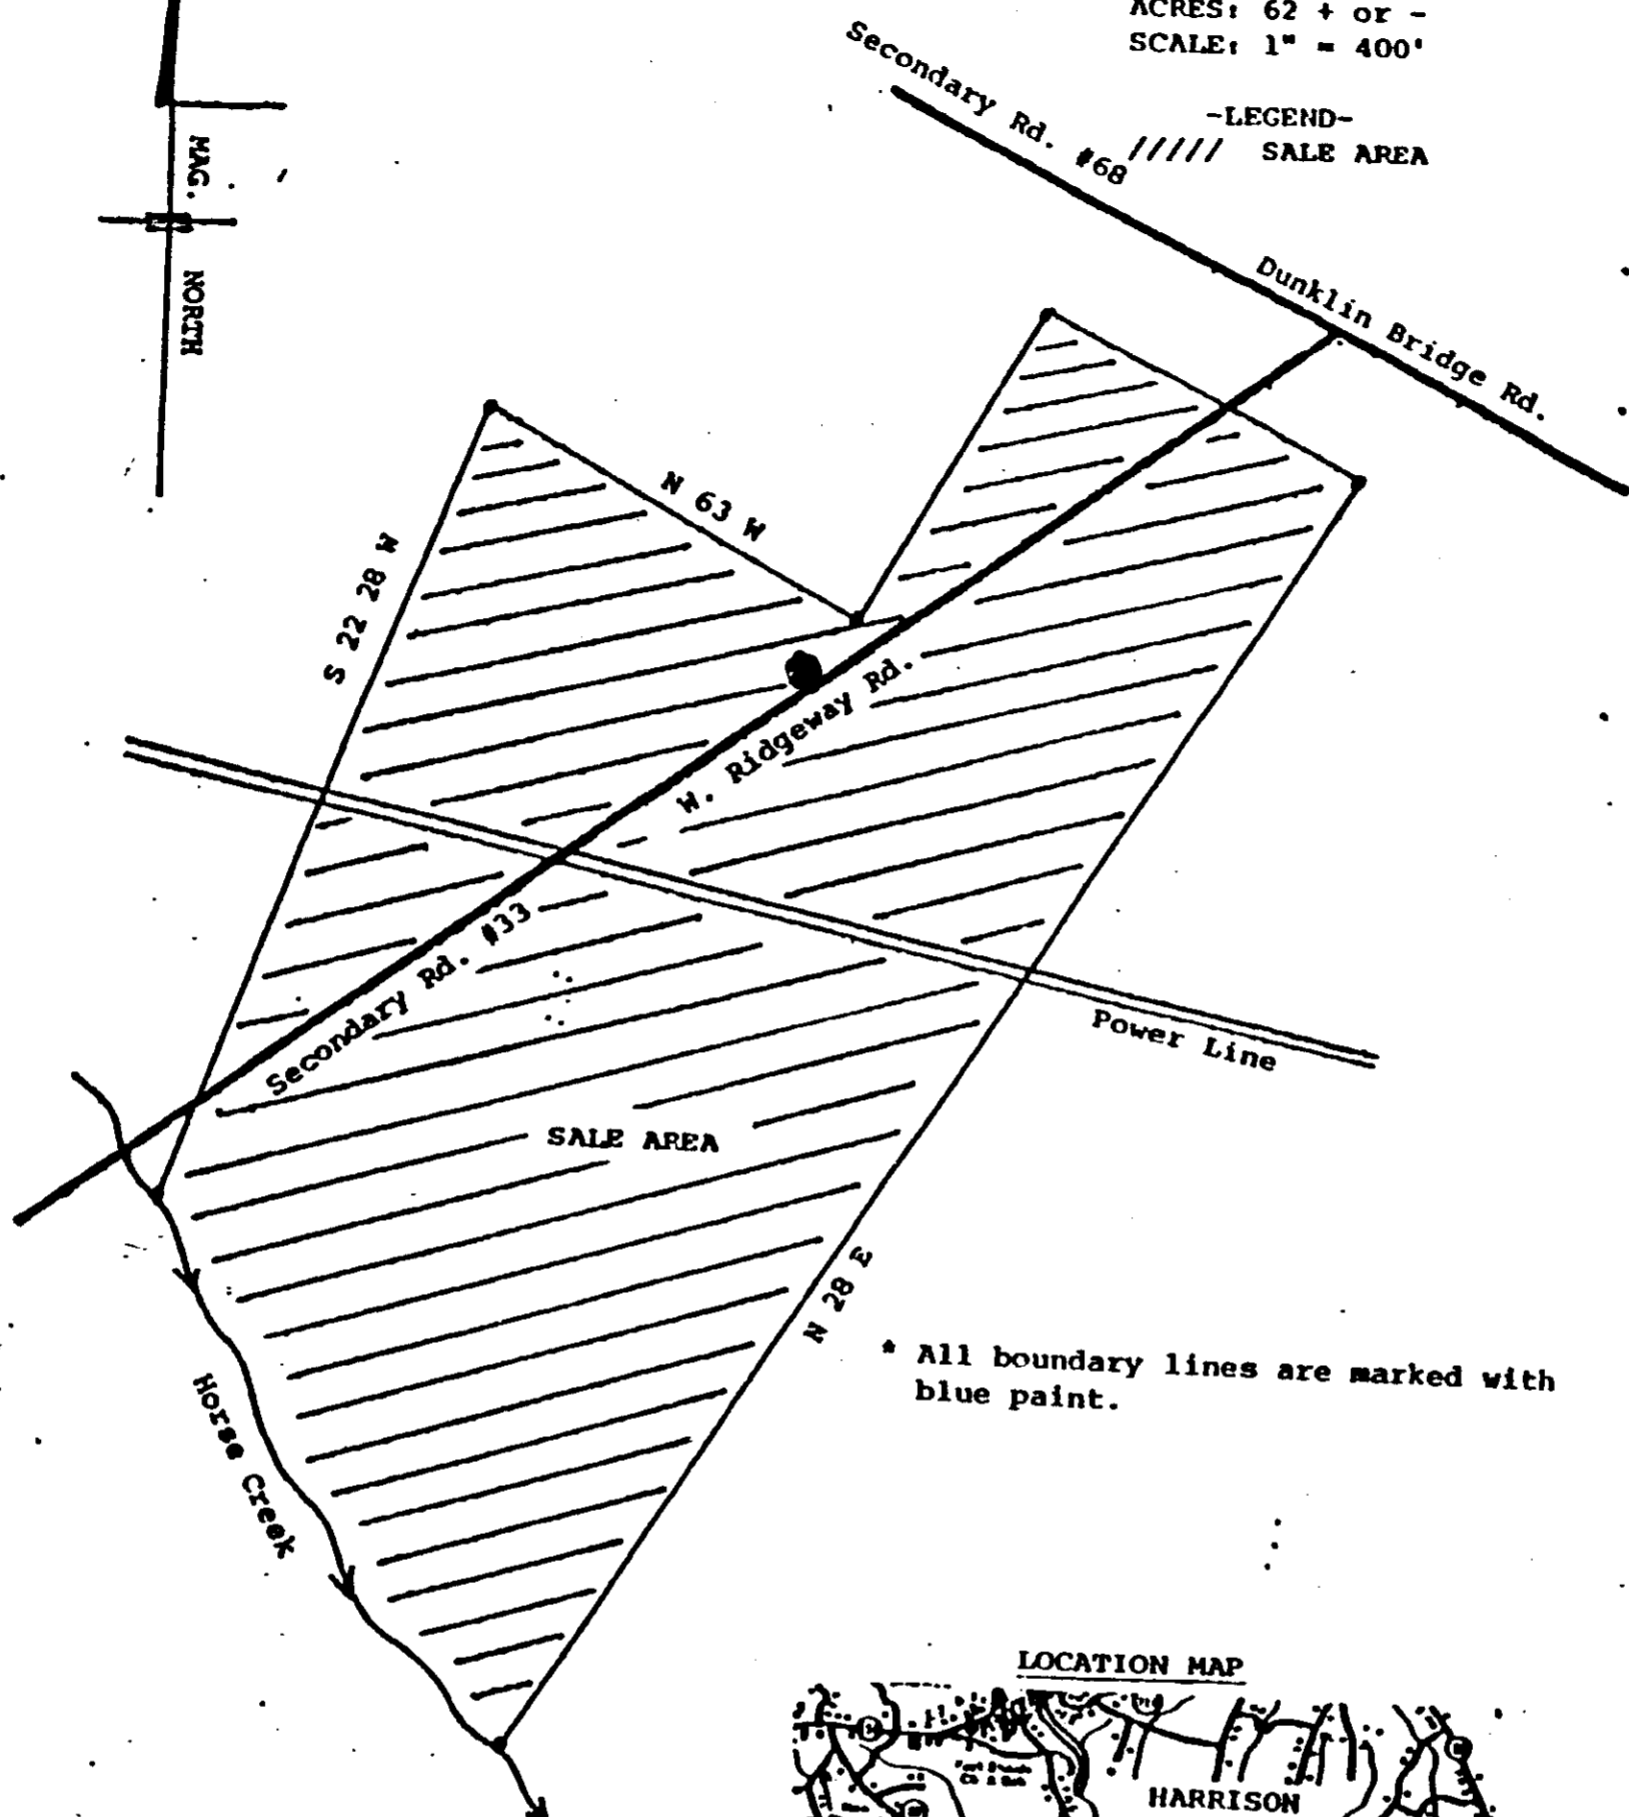 ACRES: 62 + or -
SCALE: 1" = 400'
-LEGEND-
///// SALE AREA
Secondary Rd. #68
Dunklin Bridge Rd.
MAG. NORTH
N 63 W
S 22 28 W
W. Ridgeway Rd.
Secondary Rd. #33
Power Line
SALE AREA
N 28 E
* All boundary lines are marked with
blue paint.
Horse Creek
LOCATION MAP
HARRISON